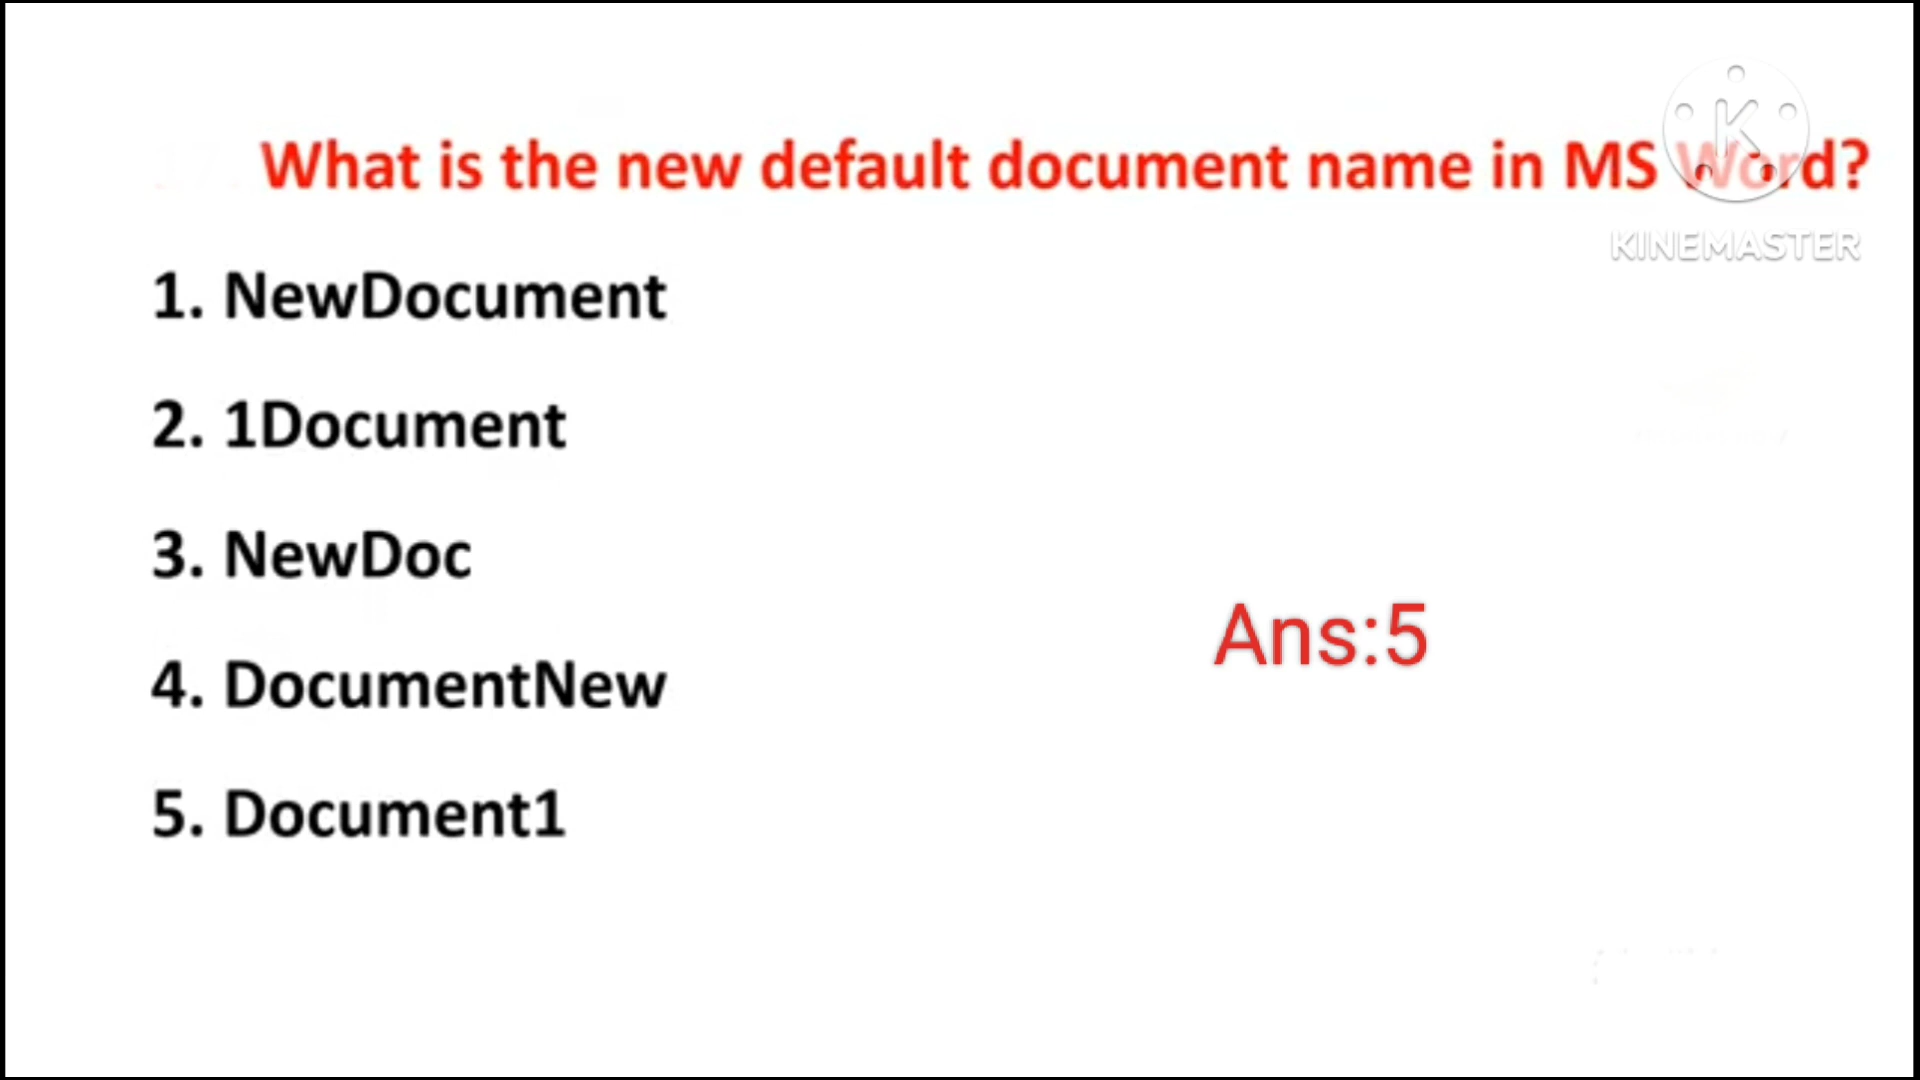 What is the new default document name in MS Word?
KINEMASTER
1. NewDocument
2. 1Document
3. NewDoc
Ans:5
4. DocumentNew
5. Document1